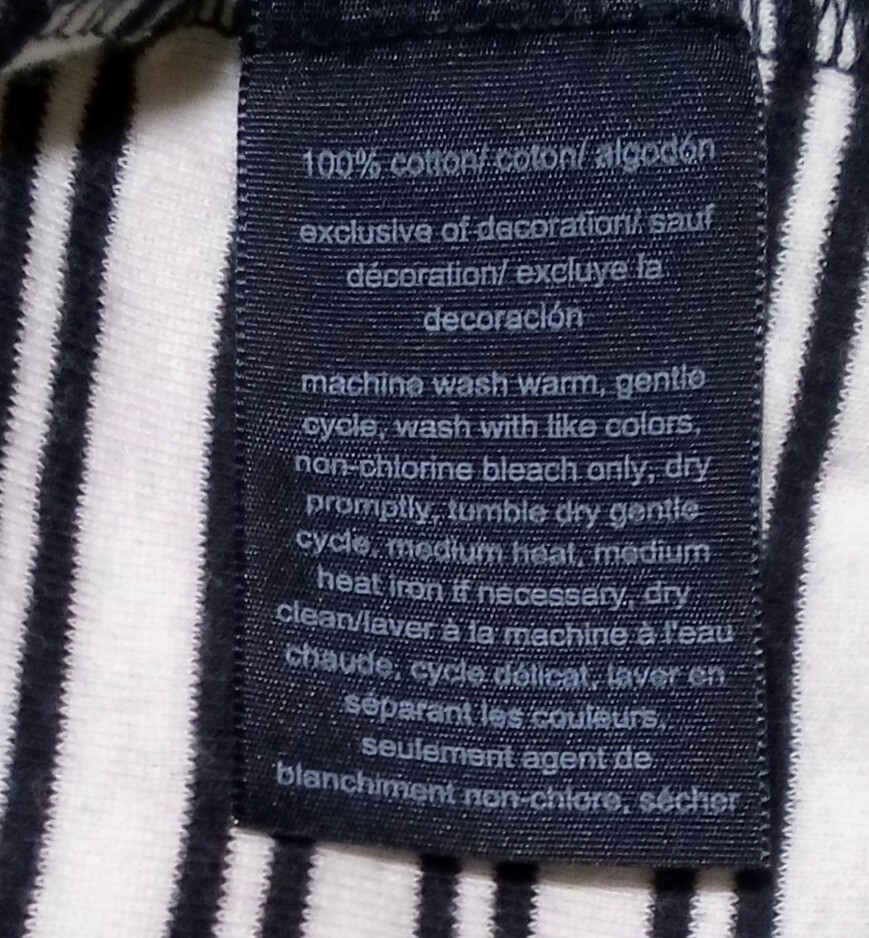 100% cotton/ coton/ algodón
exclusive of decoration/ sauf
décoration/ excluye la
decoración
machine wash warm, gentle
cycle, wash with like colors,
non-chlorine bleach only, dry
promptly, tumble dry gentle
cycle, medium heat, medium
heat iron if necessary, dry
clean/laver à la machine à l'eau
chaude, cycle délicat, laver en
séparant les couleurs,
seulement agent de
blanchiment non-chlore, sécher